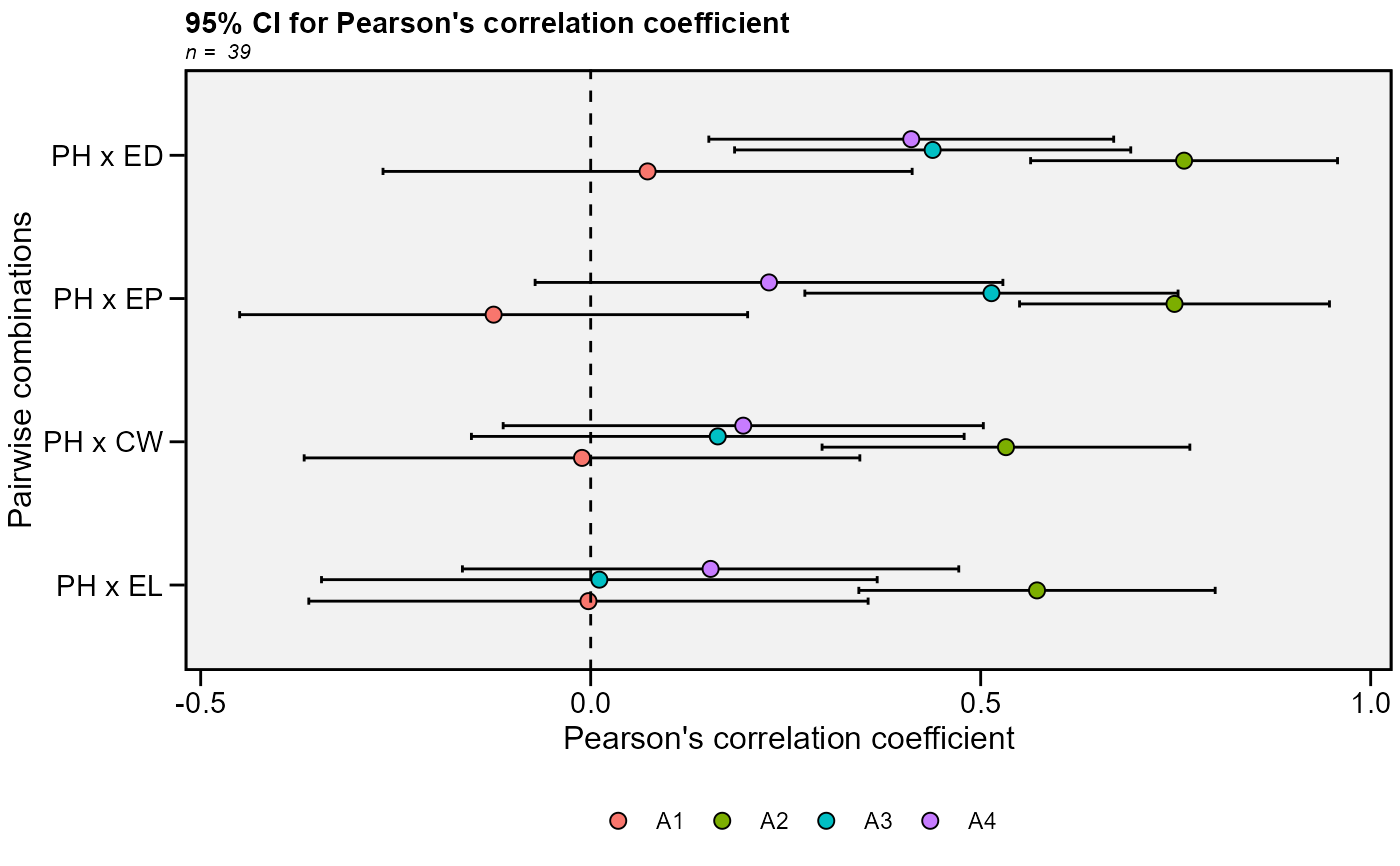 95% CI for Pearson's correlation coefficient
n = 39
Pairwise combinations
PH x ED
PH x EP
PH x CW
PH x EL
-0.5 0.0 0.5 1.0
Pearson's correlation coefficient
A1 A2 A3 A4